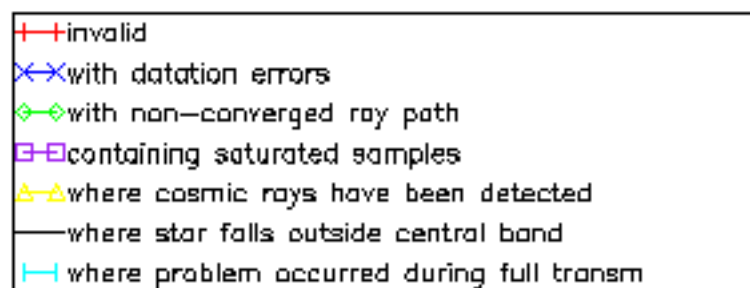 invalid
with datation errors
with non-converged ray path
containing saturated samples
where cosmic rays have been detected
where star falls outside central band
where problem occurred during full transm